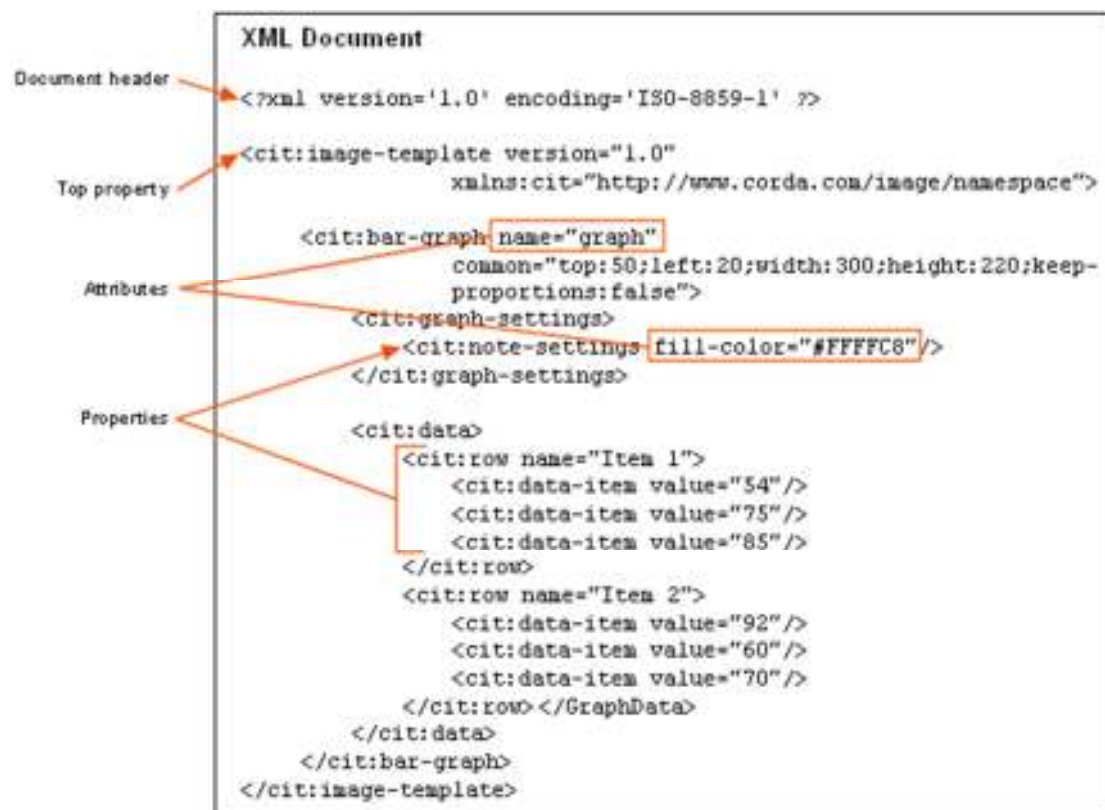 XML Document
Document header
<?xml version='1.0' encoding='ISO-8859-1' ?>
Top property
<cit:image-template version="1.0"
xmlns:cit="http://www.corda.com/image/namespace">
<cit:bar-graph name="graph"
common="top:50;left:20;width:300;height:220;keep-
Attributes
proportions:false">
<cit:graph-settings>
<cit:note-settings fill-color="#FFFFC8"/>
</cit:graph-settings>
Properties
<cit:data>
<cit:row name="Item 1">
<cit:data-item value="54"/>
<cit:data-item value="75"/>
<cit:data-item value="85"/>
</cit:row>
<cit:row name="Item 2">
<cit:data-item value="92"/>
<cit:data-item value="60"/>
<cit:data-item value="70"/>
</cit:row></GraphData>
</cit:data>
</cit:bar-graph>
</cit:image-template>